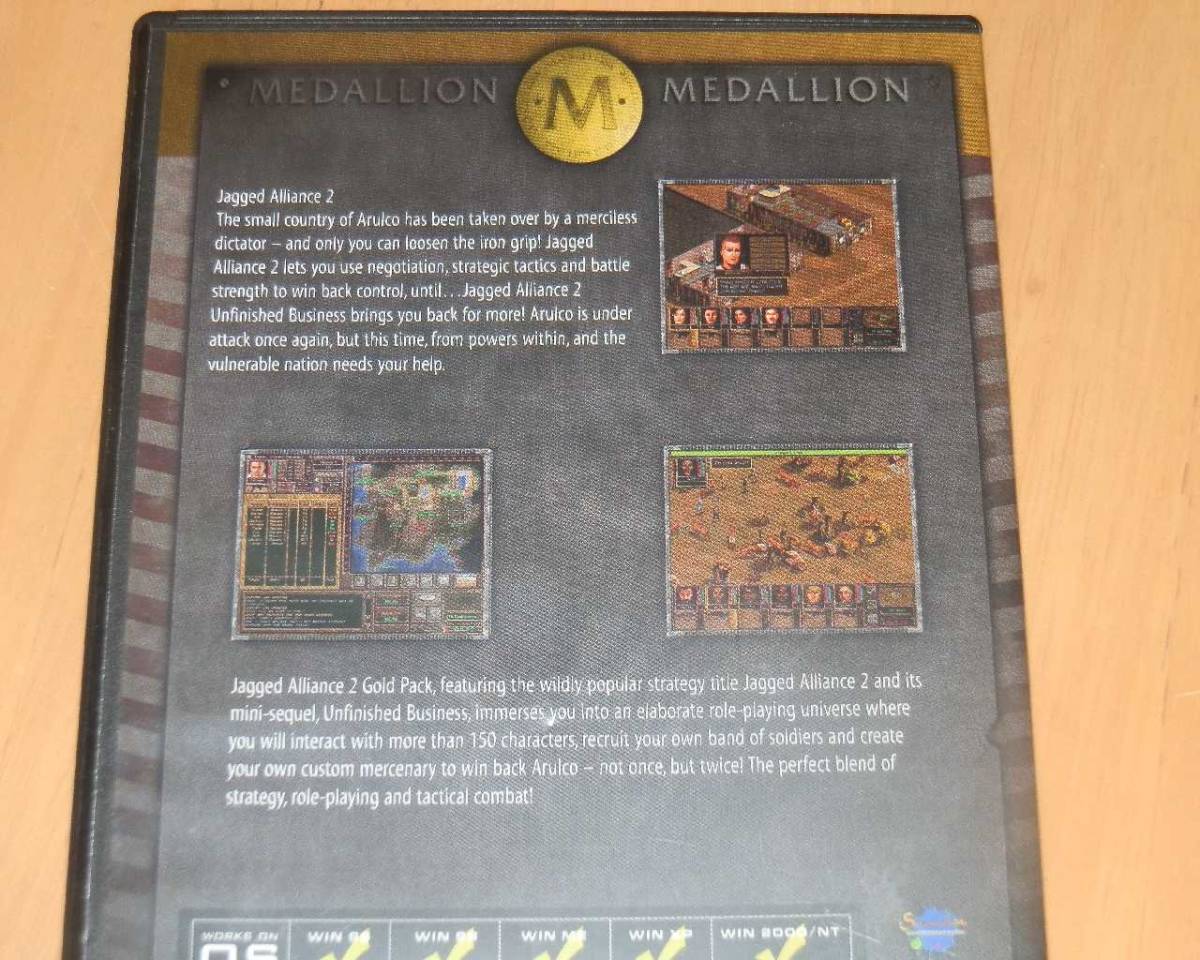 MEDALLION M MEDALLION
Jagged Alliance 2
The small country of Arulco has been taken over by a merciless
dictator – and only you can loosen the iron grip! Jagged
Alliance 2 lets you use negotiation, strategic tactics and battle
strength to win back control, until...Jagged Alliance 2
Unfinished Business brings you back for more! Arulco is under
attack once again, but this time, from powers within, and the
vulnerable nation needs your help.
Jagged Alliance 2 Gold Pack, featuring the wildly popular strategy title Jagged Alliance 2 and its
mini-sequel, Unfinished Business, immerses you into an elaborate role-playing universe where
you will interact with more than 150 characters, recruit your own band of soldiers and create
your own custom mercenary to win back Arulco – not once, but twice! The perfect blend of
strategy, role-playing and tactical combat!
WORKS ON WIN 98 WIN ME WIN XP WIN 2000/NT
OS